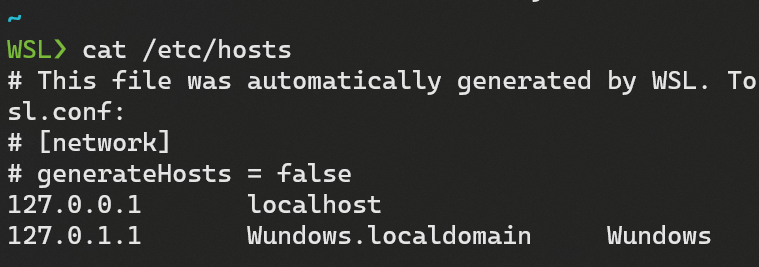 ~
WSL❯ cat /etc/hosts
# This file was automatically generated by WSL. To
sl.conf:
# [network]
# generateHosts = false
127.0.0.1       localhost
127.0.1.1       Wundows.localdomain     Wundows